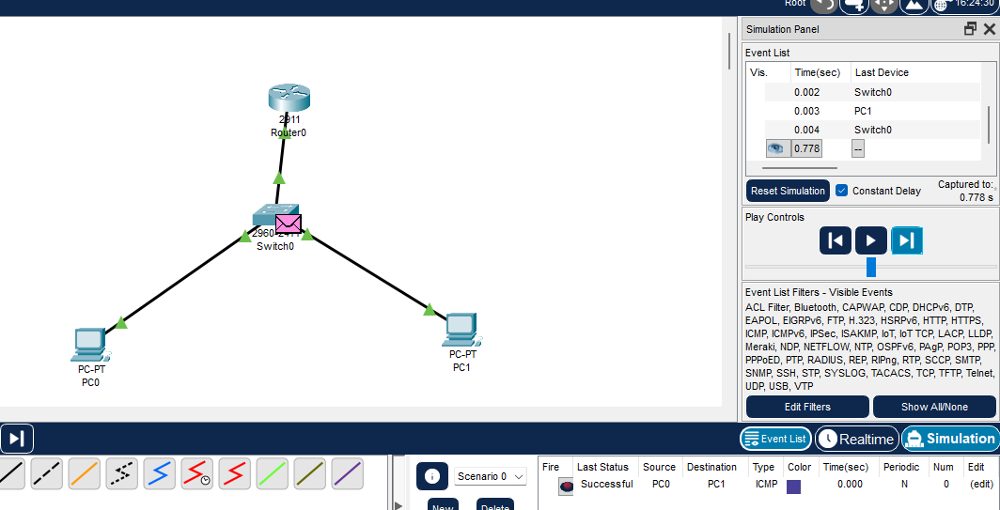 Root
16:24:30
2911
Router0
Switch0
PC-PT
PC0
PC-PT
PC1
Simulation Panel
Event List
Vis. Time(sec) Last Device
0.002 Switch0
0.003 PC1
0.004 Switch0
0.778 --
Reset Simulation Constant Delay Captured to:
0.778 s
Play Controls
Event List Filters - Visible Events
ACL Filter, Bluetooth, CAPWAP, CDP, DHCPv6, DTP,
EAPOL, EIGRPv6, FTP, H.323, HSRPv6, HTTP, HTTPS,
ICMP, ICMPv6, IPSec, ISAKMP, IoT, IoT TCP, LACP, LLDP,
Meraki, NDP, NETFLOW, NTP, OSPFv6, PAgP, POP3, PPP,
PPPoED, PTP, RADIUS, REP, RIPng, RTP, SCCP, SMTP,
SNMP, SSH, STP, SYSLOG, TACACS, TCP, TFTP, Telnet,
UDP, USB, VTP
Edit Filters Show All/None
Event List Realtime Simulation
Scenario 0
New Delete
Fire Last Status Source Destination Type Color Time(sec) Periodic Num Edit
Successful PC0 PC1 ICMP 0.000 N 0 (edit)